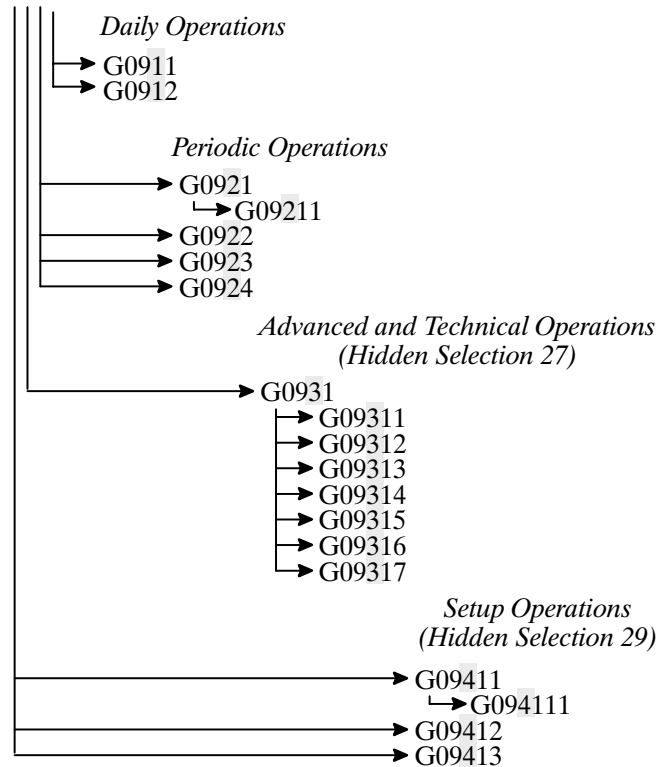 Daily Operations
G0911
G0912
Periodic Operations
G0921
G09211
G0922
G0923
G0924
Advanced and Technical Operations
(Hidden Selection 27)
G0931
G09311
G09312
G09313
G09314
G09315
G09316
G09317
Setup Operations
(Hidden Selection 29)
G09411
G094111
G09412
G09413